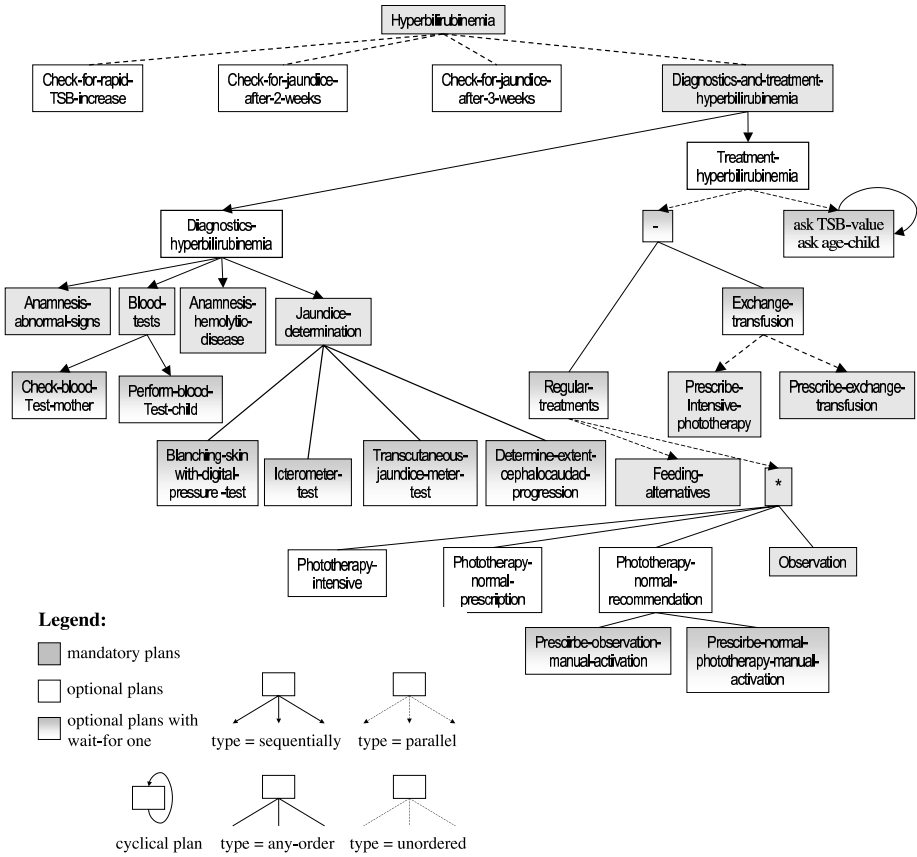 Hyperbilirubinemia
Check-for-rapid-
TSB-increase
Check-for-jaundice-
after-2-weeks
Check-for-jaundice-
after-3-weeks
Diagnostics-and-treatment-
hyperbilirubinemia
Treatment-
hyperbilirubinemia
Diagnostics-
hyperbilirubinemia
-
ask TSB-value
ask age-child
Anamnesis-
abnormal-signs
Blood-
tests
Anamnesis-
hemolytio-
disease
Jaundice-
determination
Exchange-
transfusion
Check-blood-
Test-mother
Perform-blood-
Test-child
Regular-
treatments
Prescribe-
Intensive-
phototherapy
Prescribe-exchange-
transfusion
Blanching-skin
with-digital-
pressure -test
Icterometer-
test
Transcutaneous-
jaundice-meter-
test
Determine-extent-
cephalocaudad-
progression
Feeding-
alternatives
*
Phototherapy-
intensive
Phototherapy-
normal-
prescription
Phototherapy-
normal-
recommendation
Observation
Prescirbe-observation-
manual-activation
Prescirbe-normal-
phototherapy-manual-
activation
Legend:
mandatory plans
optional plans
optional plans with
wait-for one
type = sequentially
type = parallel
cyclical plan
type = any-order
type = unordered